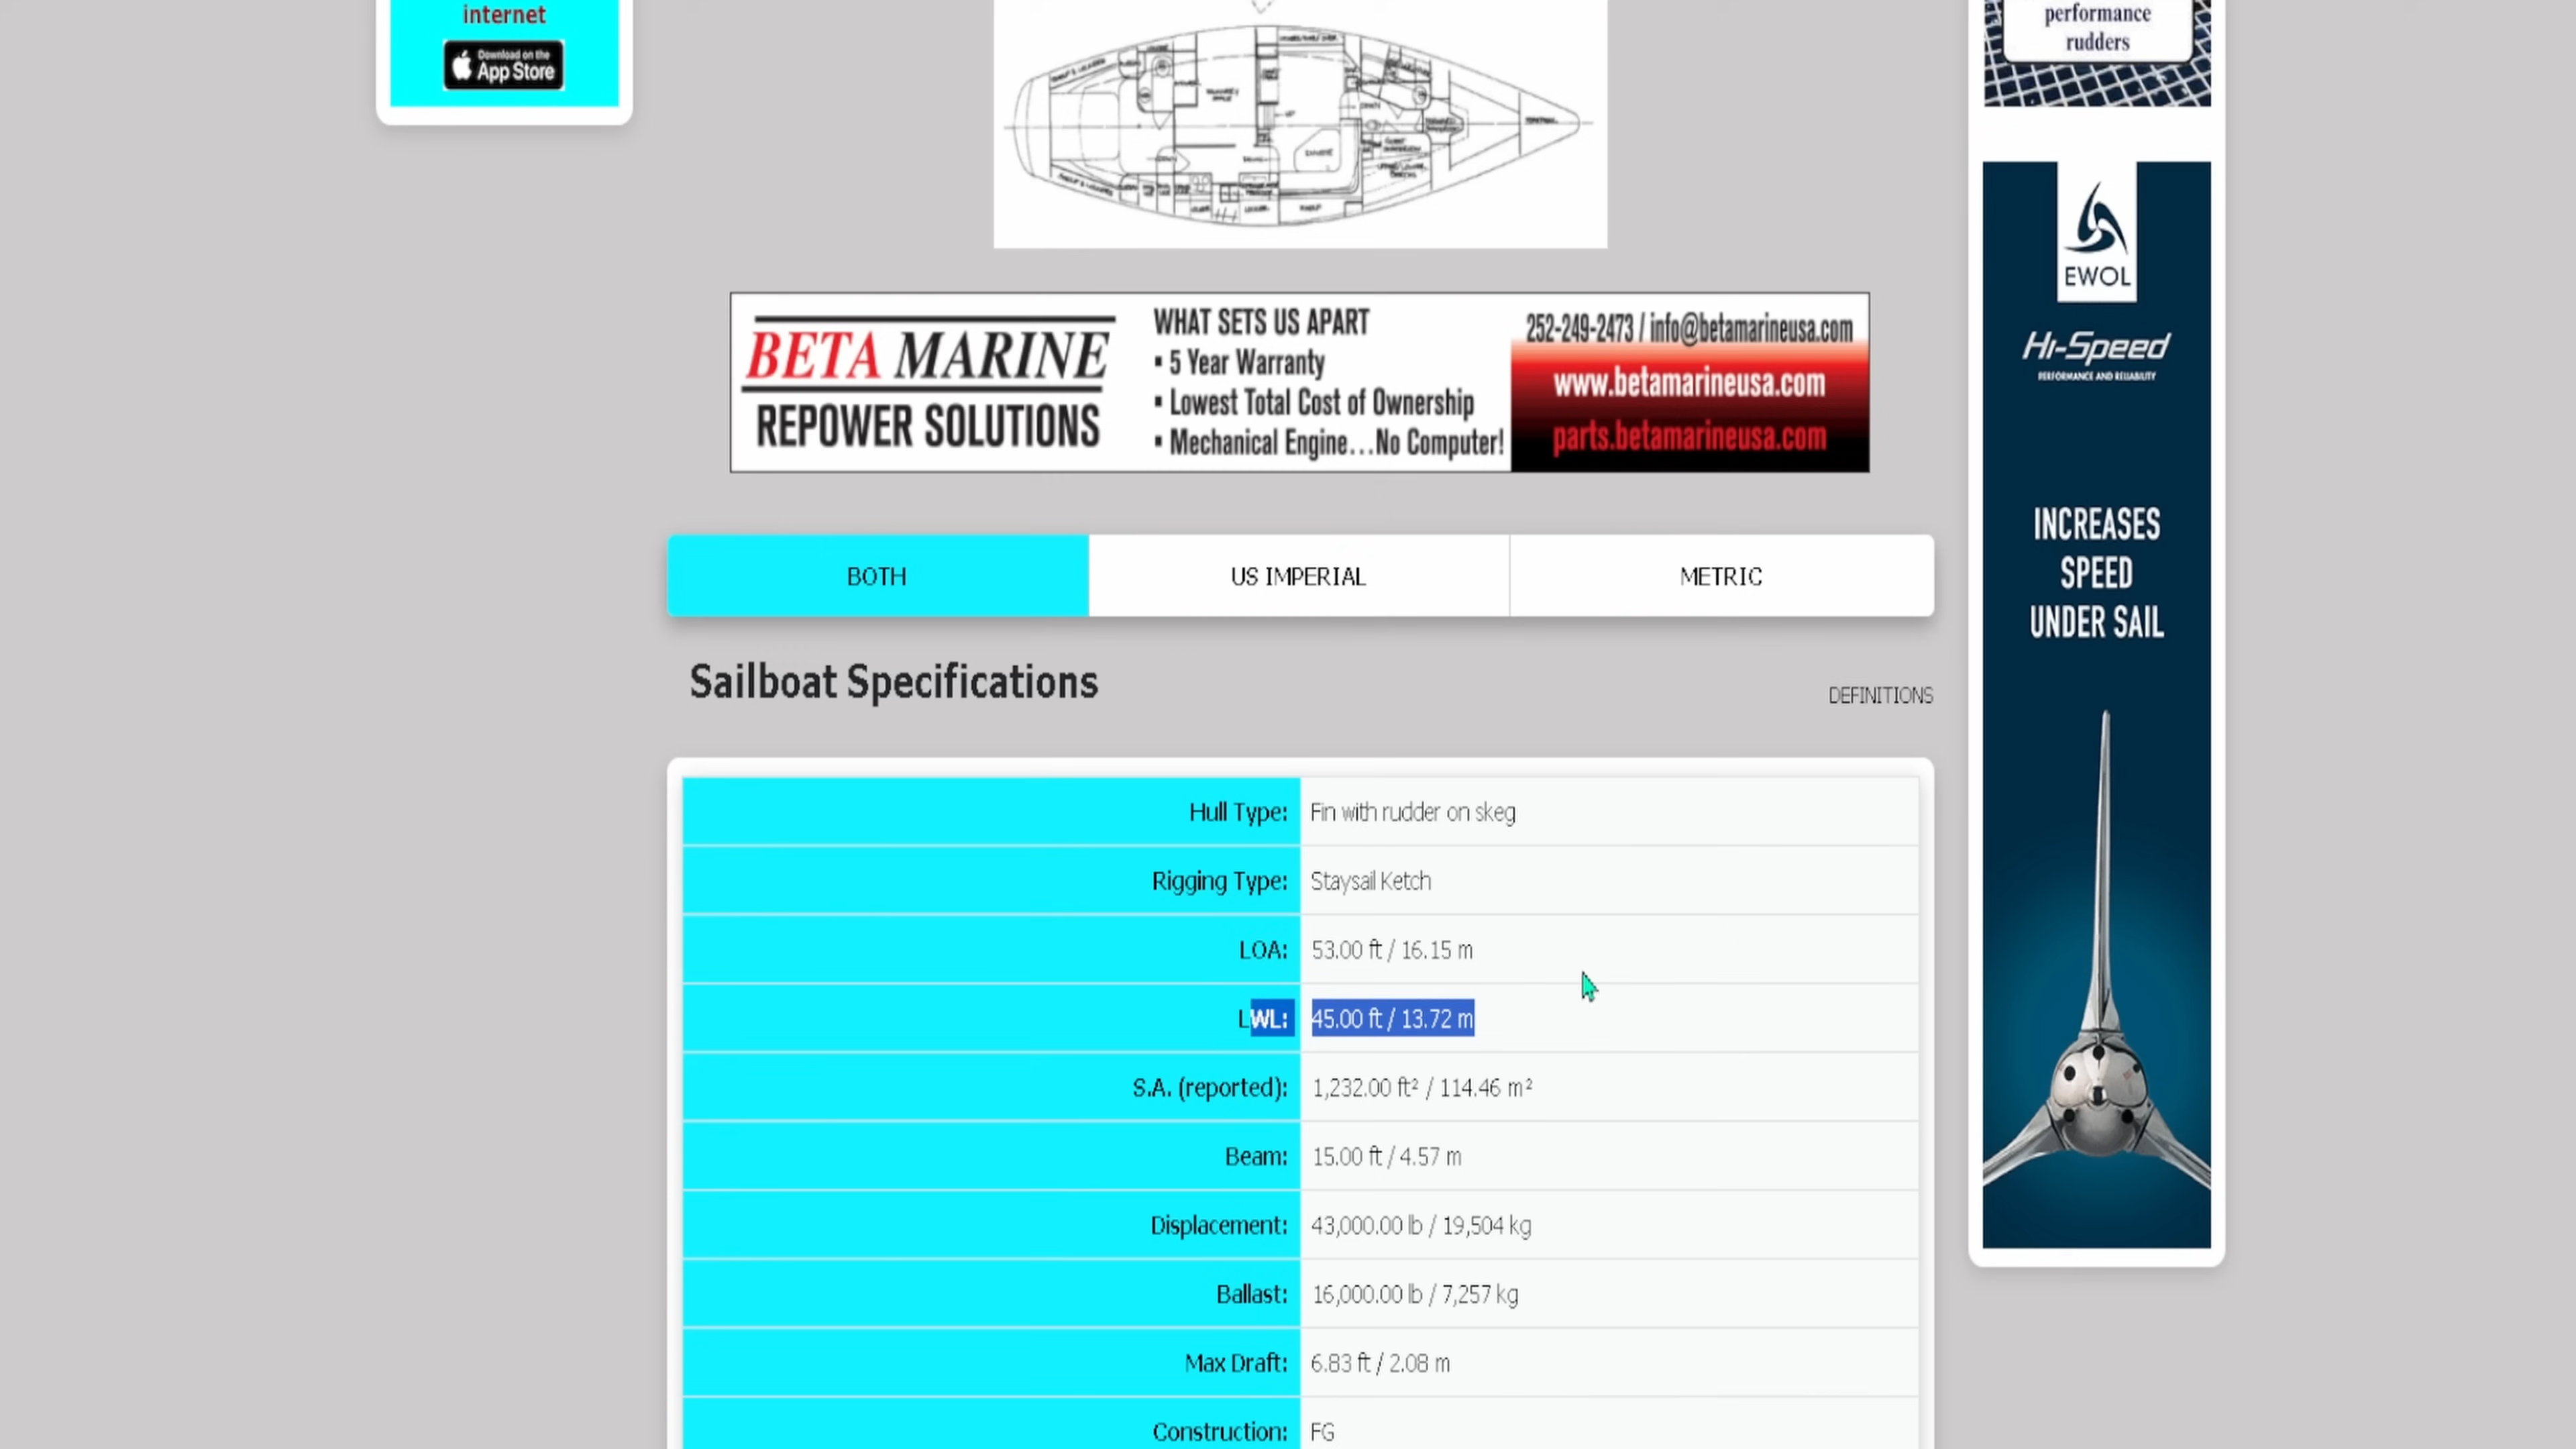 internet
Download on the
App Store
performance
rudders
BETA MARINE
REPOWER SOLUTIONS
WHAT SETS US APART
▪ 5 Year Warranty
▪ Lowest Total Cost of Ownership
▪ Mechanical Engine...No Computer!
252-249-2473 / info@betamarineusa.com
www.betamarineusa.com
parts.betamarineusa.com
EWOL
Hi-Speed
PERFORMANCE AND RELIABILITY
INCREASES
SPEED
UNDER SAIL
BOTH
US IMPERIAL
METRIC
Sailboat Specifications
DEFINITIONS
Hull Type: Fin with rudder on skeg
Rigging Type: Staysail Ketch
LOA: 53.00 ft / 16.15 m
LWL: 45.00 ft / 13.72 m
S.A. (reported): 1,232.00 ft² / 114.46 m²
Beam: 15.00 ft / 4.57 m
Displacement: 43,000.00 lb / 19,504 kg
Ballast: 16,000.00 lb / 7,257 kg
Max Draft: 6.83 ft / 2.08 m
Construction: FG